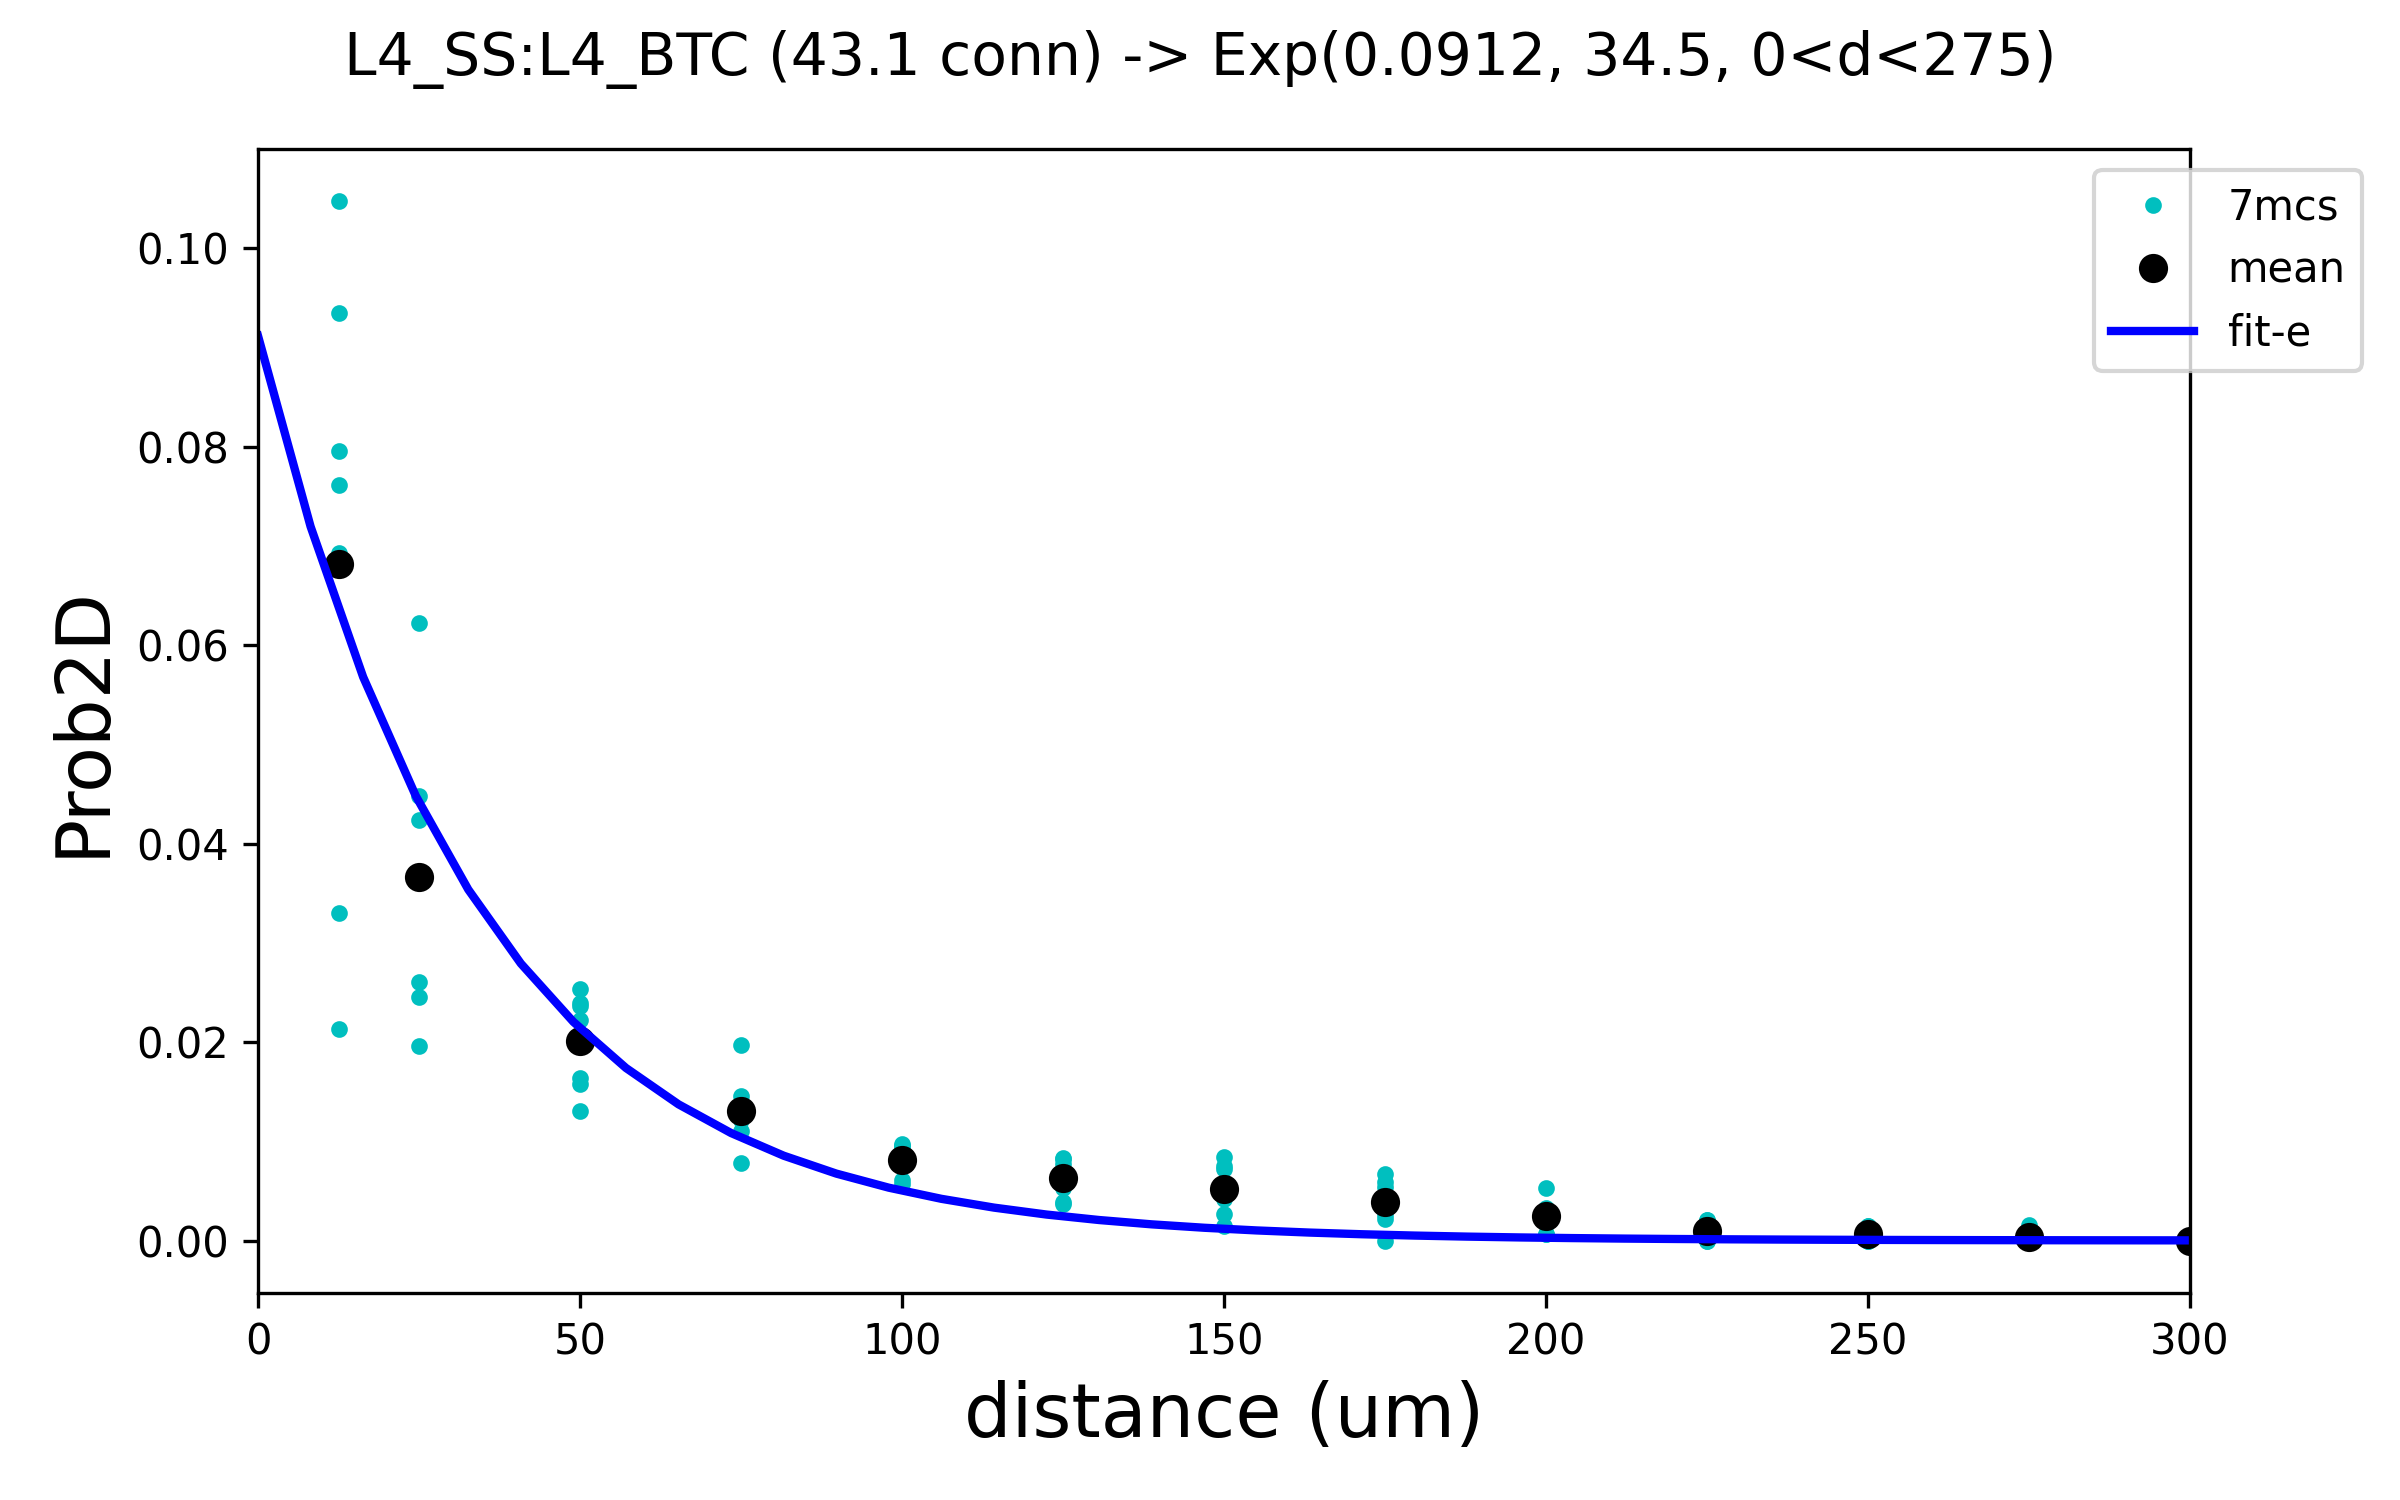 L4_SS:L4_BTC (43.1 conn) -> Exp(0.0912, 34.5, 0<d<275)
7mcs
mean
fit-e
Prob2D
0.10
0.08
0.06
0.04
0.02
0.00
0 50 100 150 200 250 300
distance (um)